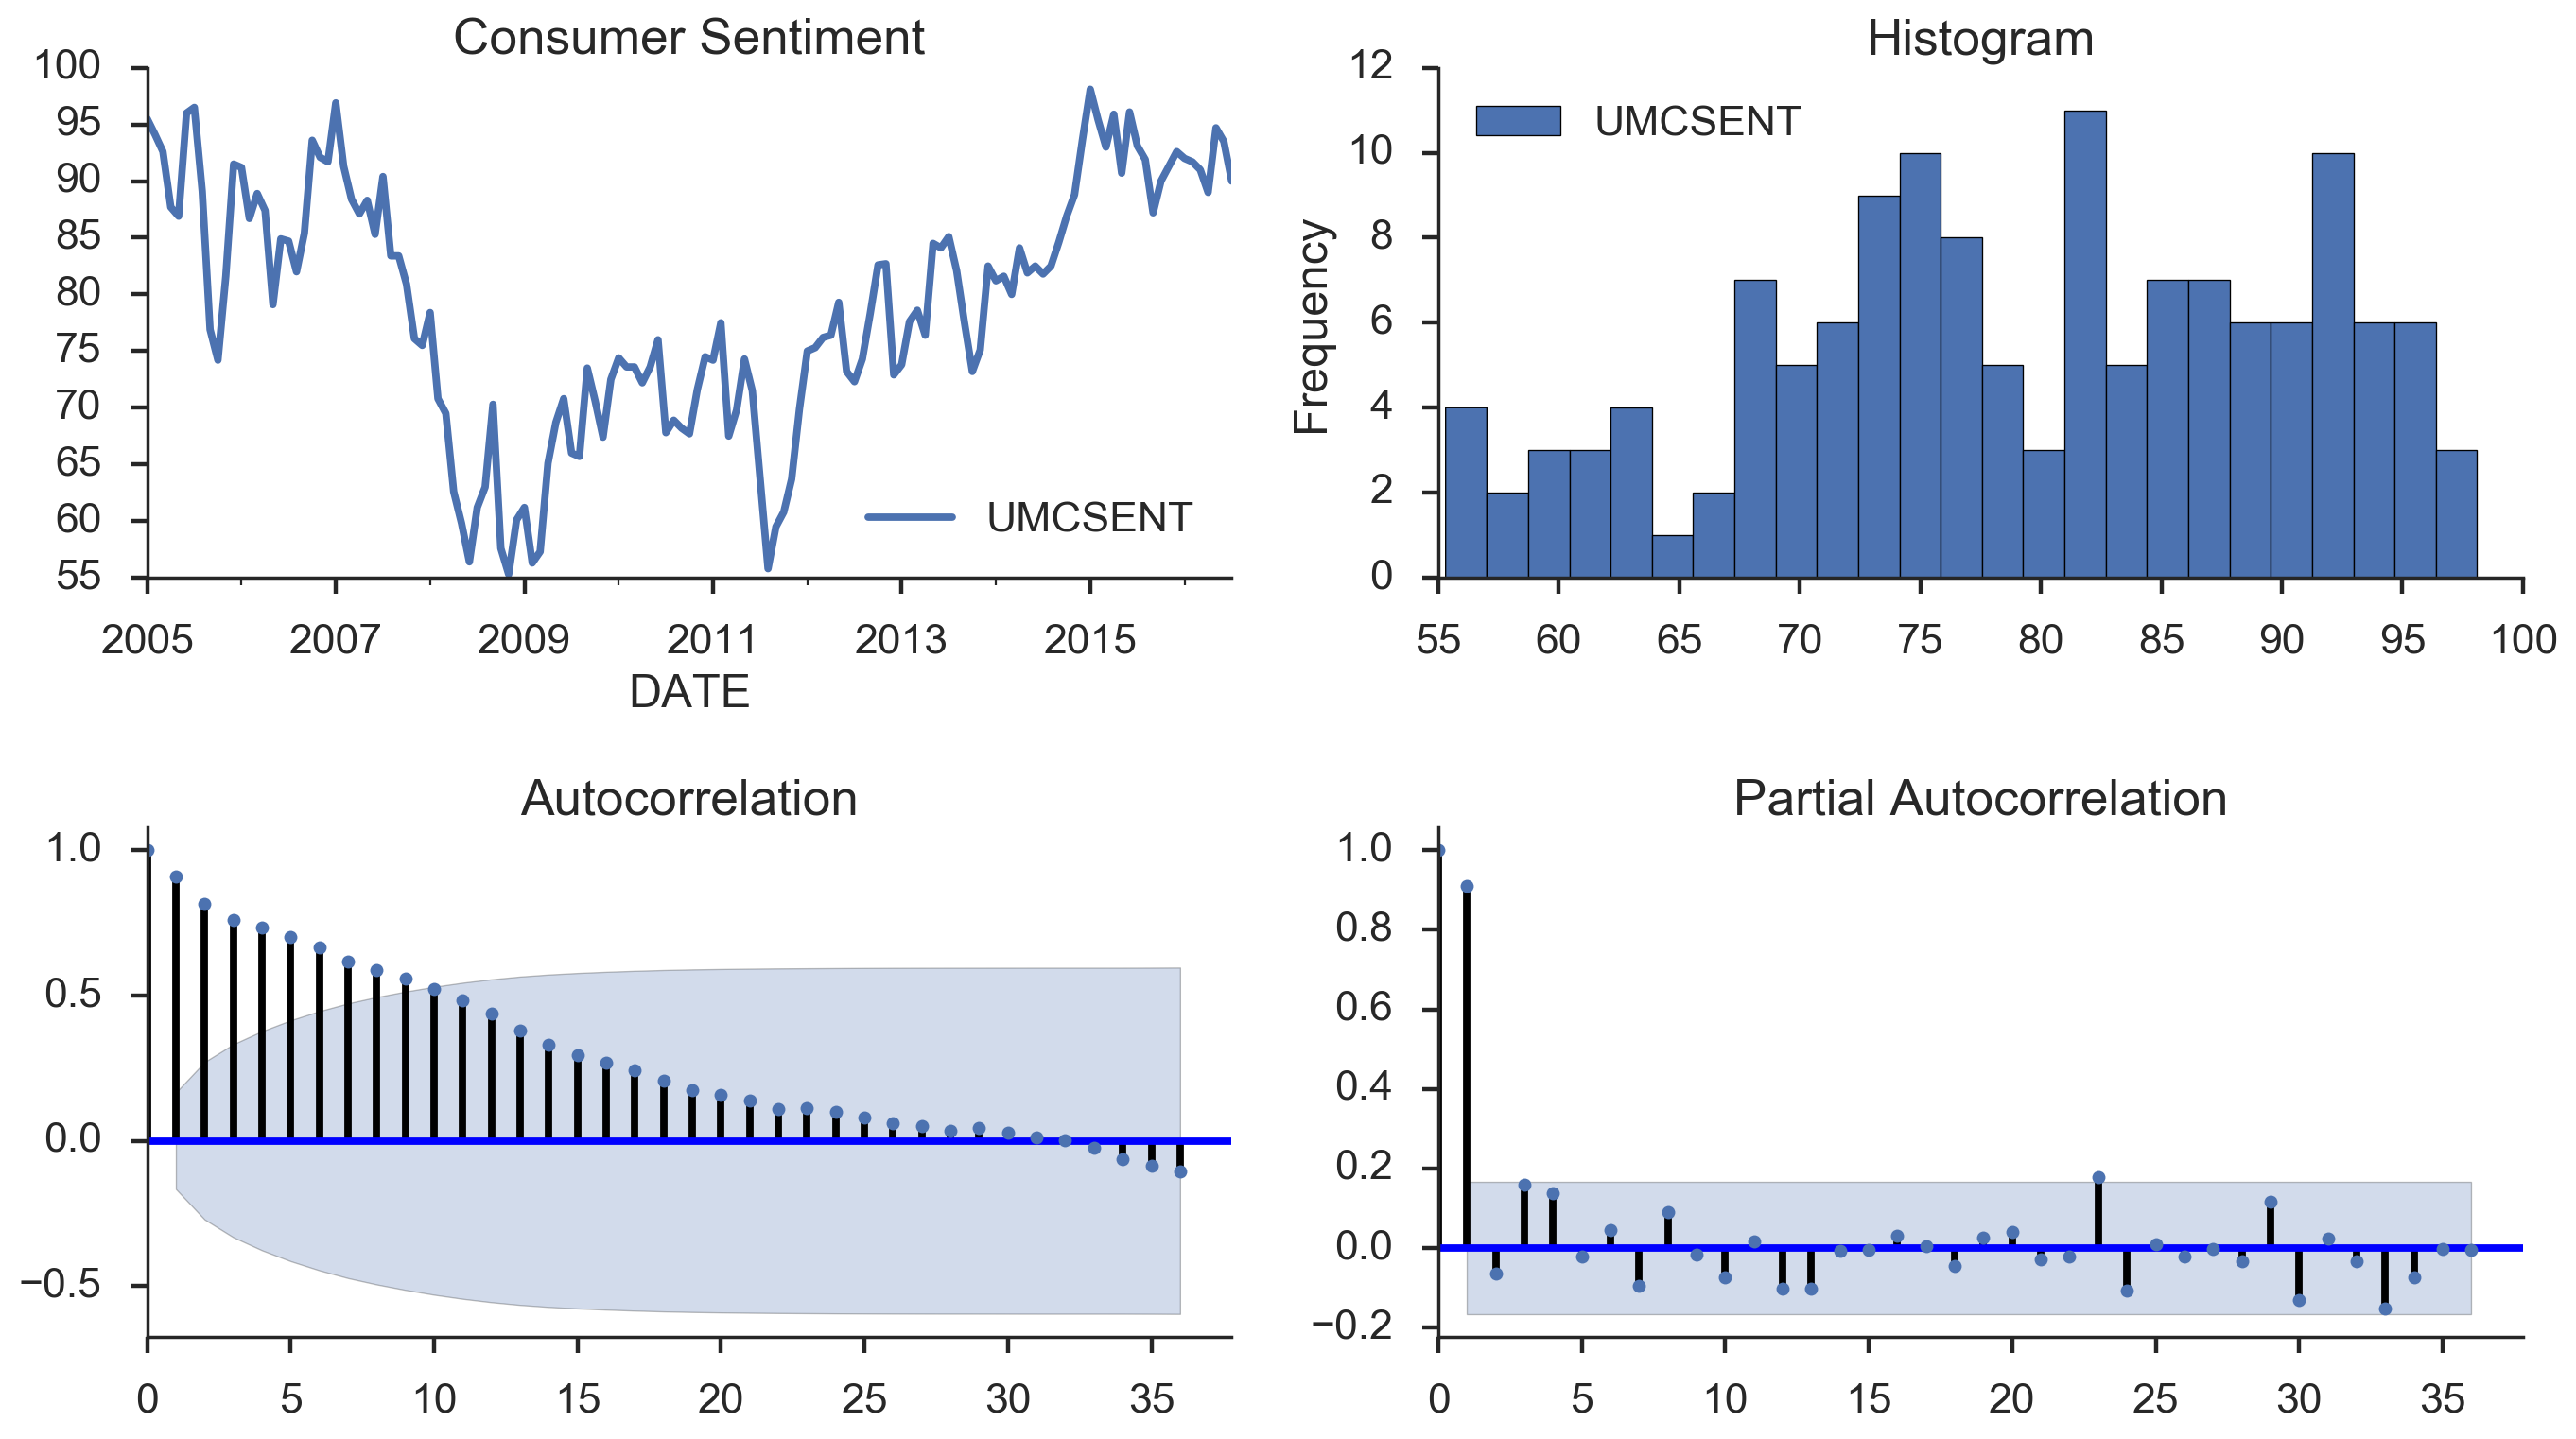 Consumer Sentiment
100
95
90
85
80
75
70
65
60
55
UMCSENT
2005 2007 2009 2011 2013 2015
DATE
Histogram
12
10
8
6
4
2
0
Frequency
UMCSENT
55 60 65 70 75 80 85 90 95 100
Autocorrelation
1.0
0.5
0.0
−0.5
0 5 10 15 20 25 30 35
Partial Autocorrelation
1.0
0.8
0.6
0.4
0.2
0.0
−0.2
0 5 10 15 20 25 30 35